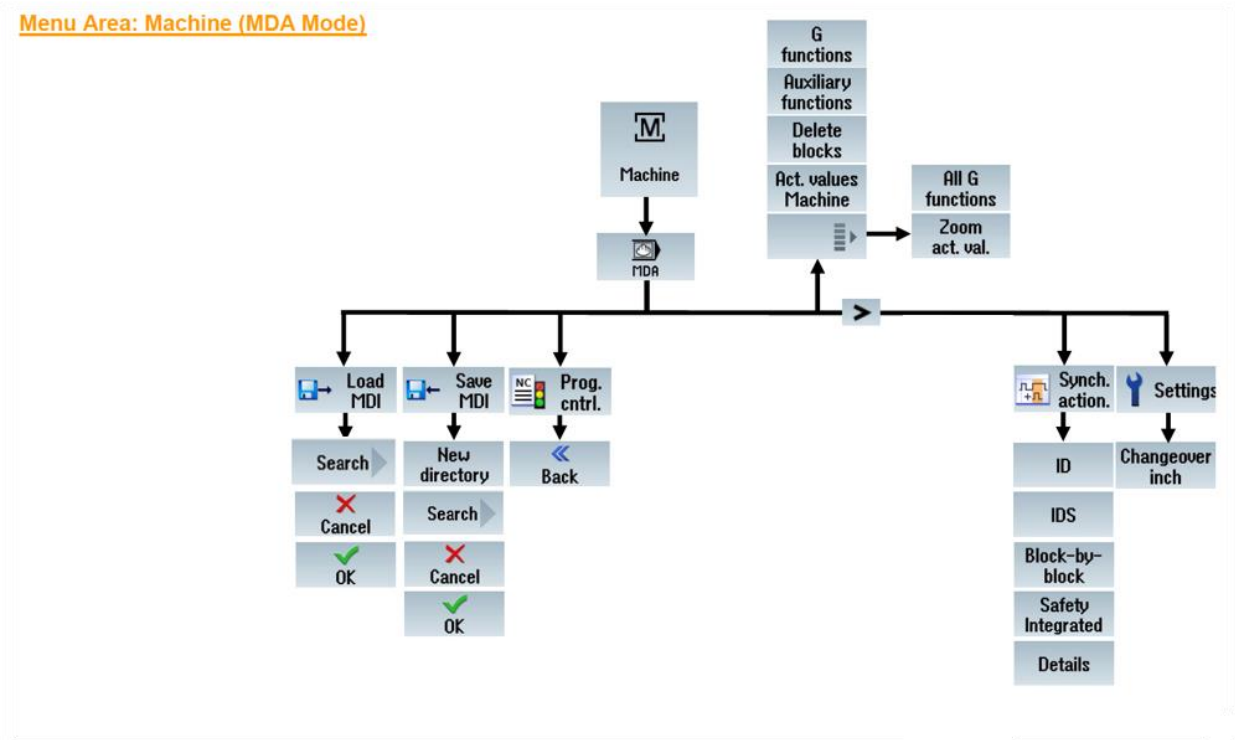 Menu Area: Machine (MDA Mode)
G
functions
Auxiliary
functions
Delete
blocks
Act. values
Machine
All G
functions
Zoom
act. val.
M
Machine
MDA
>
Load
MDI
Search
Cancel
OK
Save
MDI
New
directory
Search
Cancel
OK
NC
Prog.
cntrl.
Back
Synch.
action.
ID
IDS
Block-by-
block
Safety
Integrated
Details
Settings
Changeover
inch